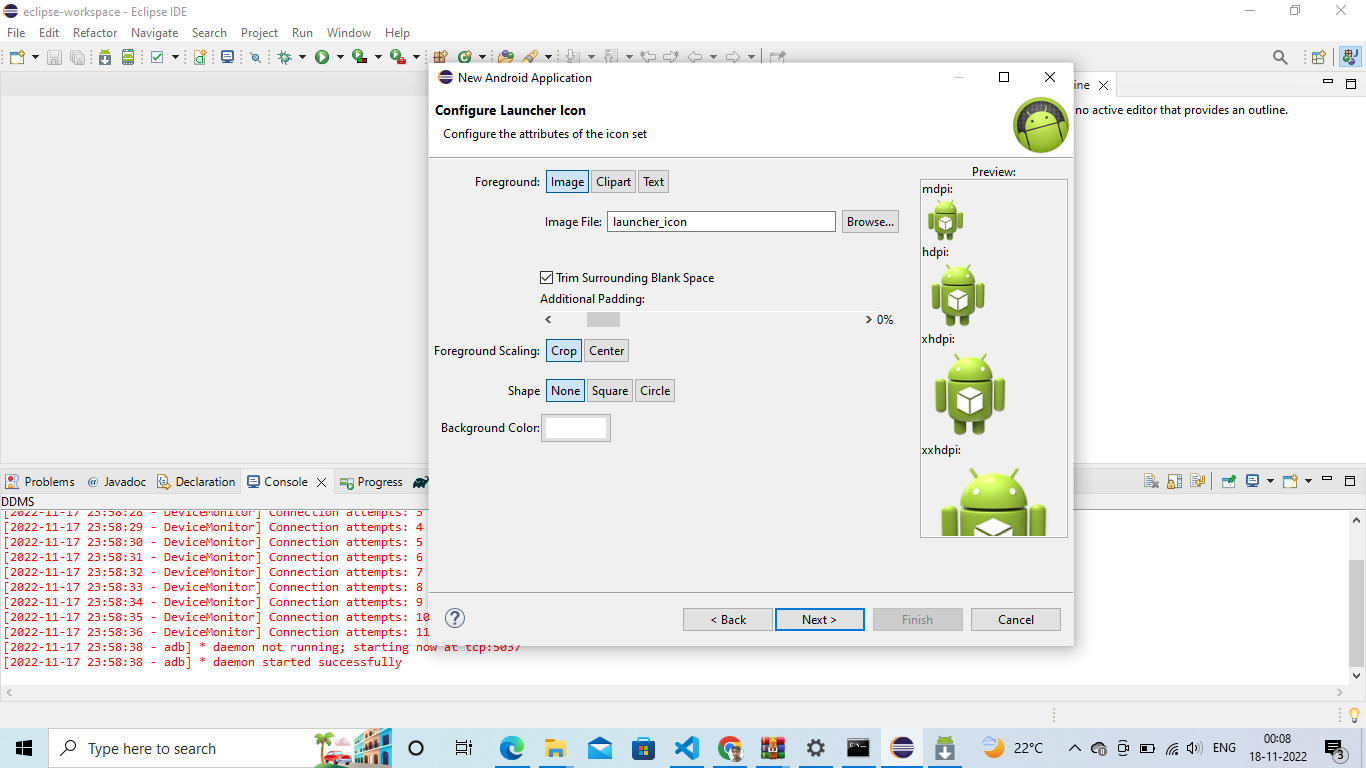 eclipse-workspace - Eclipse IDE
File Edit Refactor Navigate Search Project Run Window Help
New Android Application
ine
Configure Launcher Icon
Configure the attributes of the icon set
no active editor that provides an outline.
Foreground: Image Clipart Text
Image File: launcher_icon Browse...
Trim Surrounding Blank Space
Additional Padding:
< > 0%
Foreground Scaling: Crop Center
Shape None Square Circle
Background Color:
Preview:
mdpi:
hdpi:
xhdpi:
xxhdpi:
< Back Next > Finish Cancel
Problems @ Javadoc Declaration Console Progress
DDMS
[2022-11-17 23:58:28 - DeviceMonitor] Connection attempts: 3
[2022-11-17 23:58:29 - DeviceMonitor] Connection attempts: 4
[2022-11-17 23:58:30 - DeviceMonitor] Connection attempts: 5
[2022-11-17 23:58:31 - DeviceMonitor] Connection attempts: 6
[2022-11-17 23:58:32 - DeviceMonitor] Connection attempts: 7
[2022-11-17 23:58:33 - DeviceMonitor] Connection attempts: 8
[2022-11-17 23:58:34 - DeviceMonitor] Connection attempts: 9
[2022-11-17 23:58:35 - DeviceMonitor] Connection attempts: 10
[2022-11-17 23:58:36 - DeviceMonitor] Connection attempts: 11
[2022-11-17 23:58:38 - adb] * daemon not running; starting now at tcp:5037
[2022-11-17 23:58:38 - adb] * daemon started successfully
Type here to search
22°C
ENG
00:08
18-11-2022
3